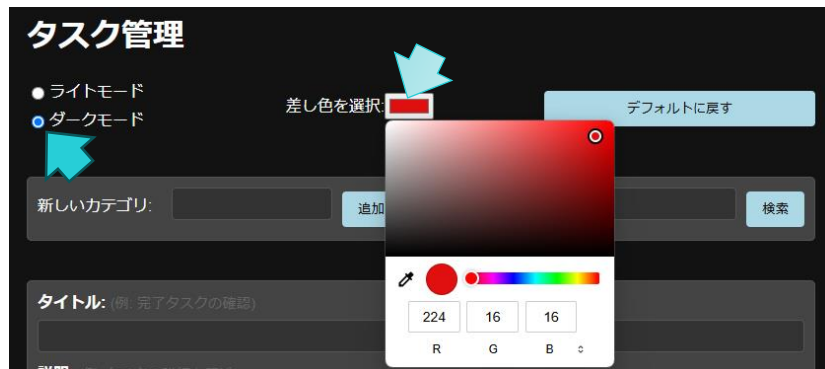 タスク管理
ライトモード
ダークモード
差し色を選択:
デフォルトに戻す
新しいカテゴリ:
追加
検索
タイトル: (例: 完了タスクの確認)
224 16 16
R G B